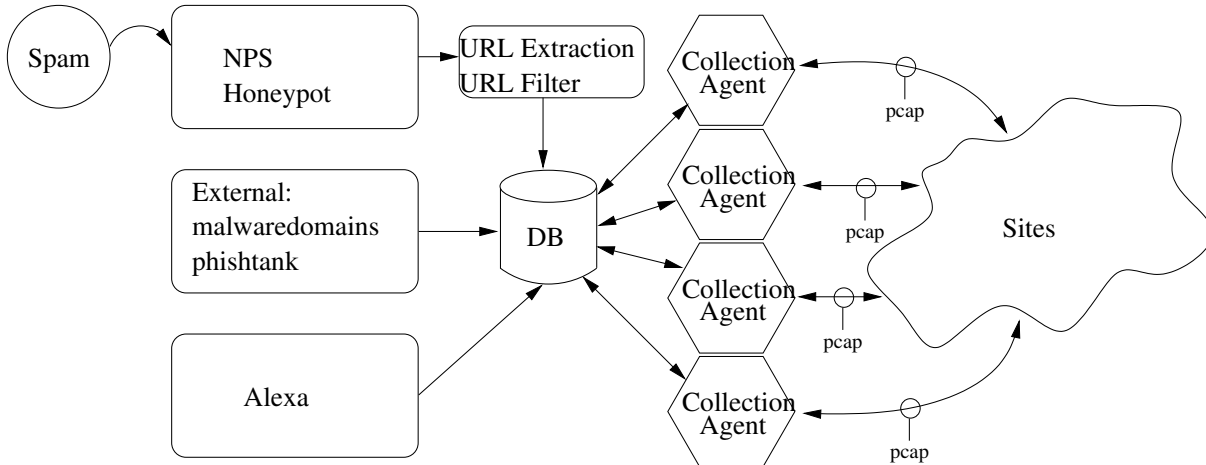 Spam
NPS
Honeypot
URL Extraction
URL Filter
External:
malwaredomains
phishtank
Alexa
DB
Collection
Agent
Collection
Agent
Collection
Agent
Collection
Agent
pcap
pcap
pcap
pcap
Sites